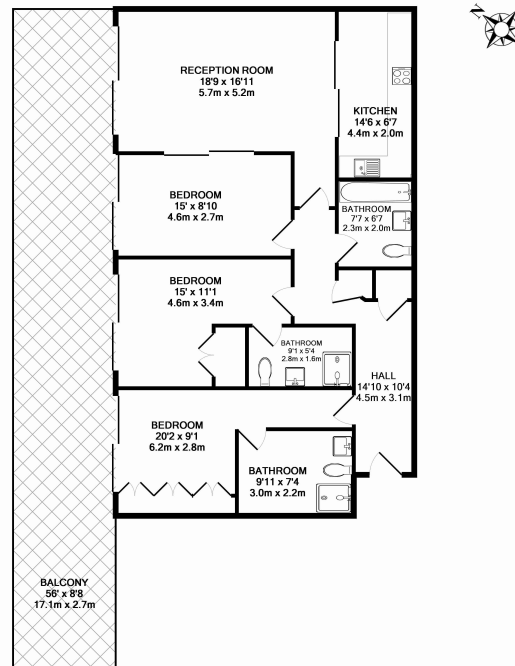 N
RECEPTION ROOM
18'9 x 16'11
5.7m x 5.2m
KITCHEN
14'6 x 6'7
4.4m x 2.0m
BEDROOM
15' x 8'10
4.6m x 2.7m
BATHROOM
7'7 x 6'7
2.3m x 2.0m
BEDROOM
15' x 11'1
4.6m x 3.4m
BATHROOM
9'1 x 5'4
2.8m x 1.6m
HALL
14'10 x 10'4
4.5m x 3.1m
BEDROOM
20'2 x 9'1
6.2m x 2.8m
BATHROOM
9'11 x 7'4
3.0m x 2.2m
BALCONY
56' x 8'8
17.1m x 2.7m